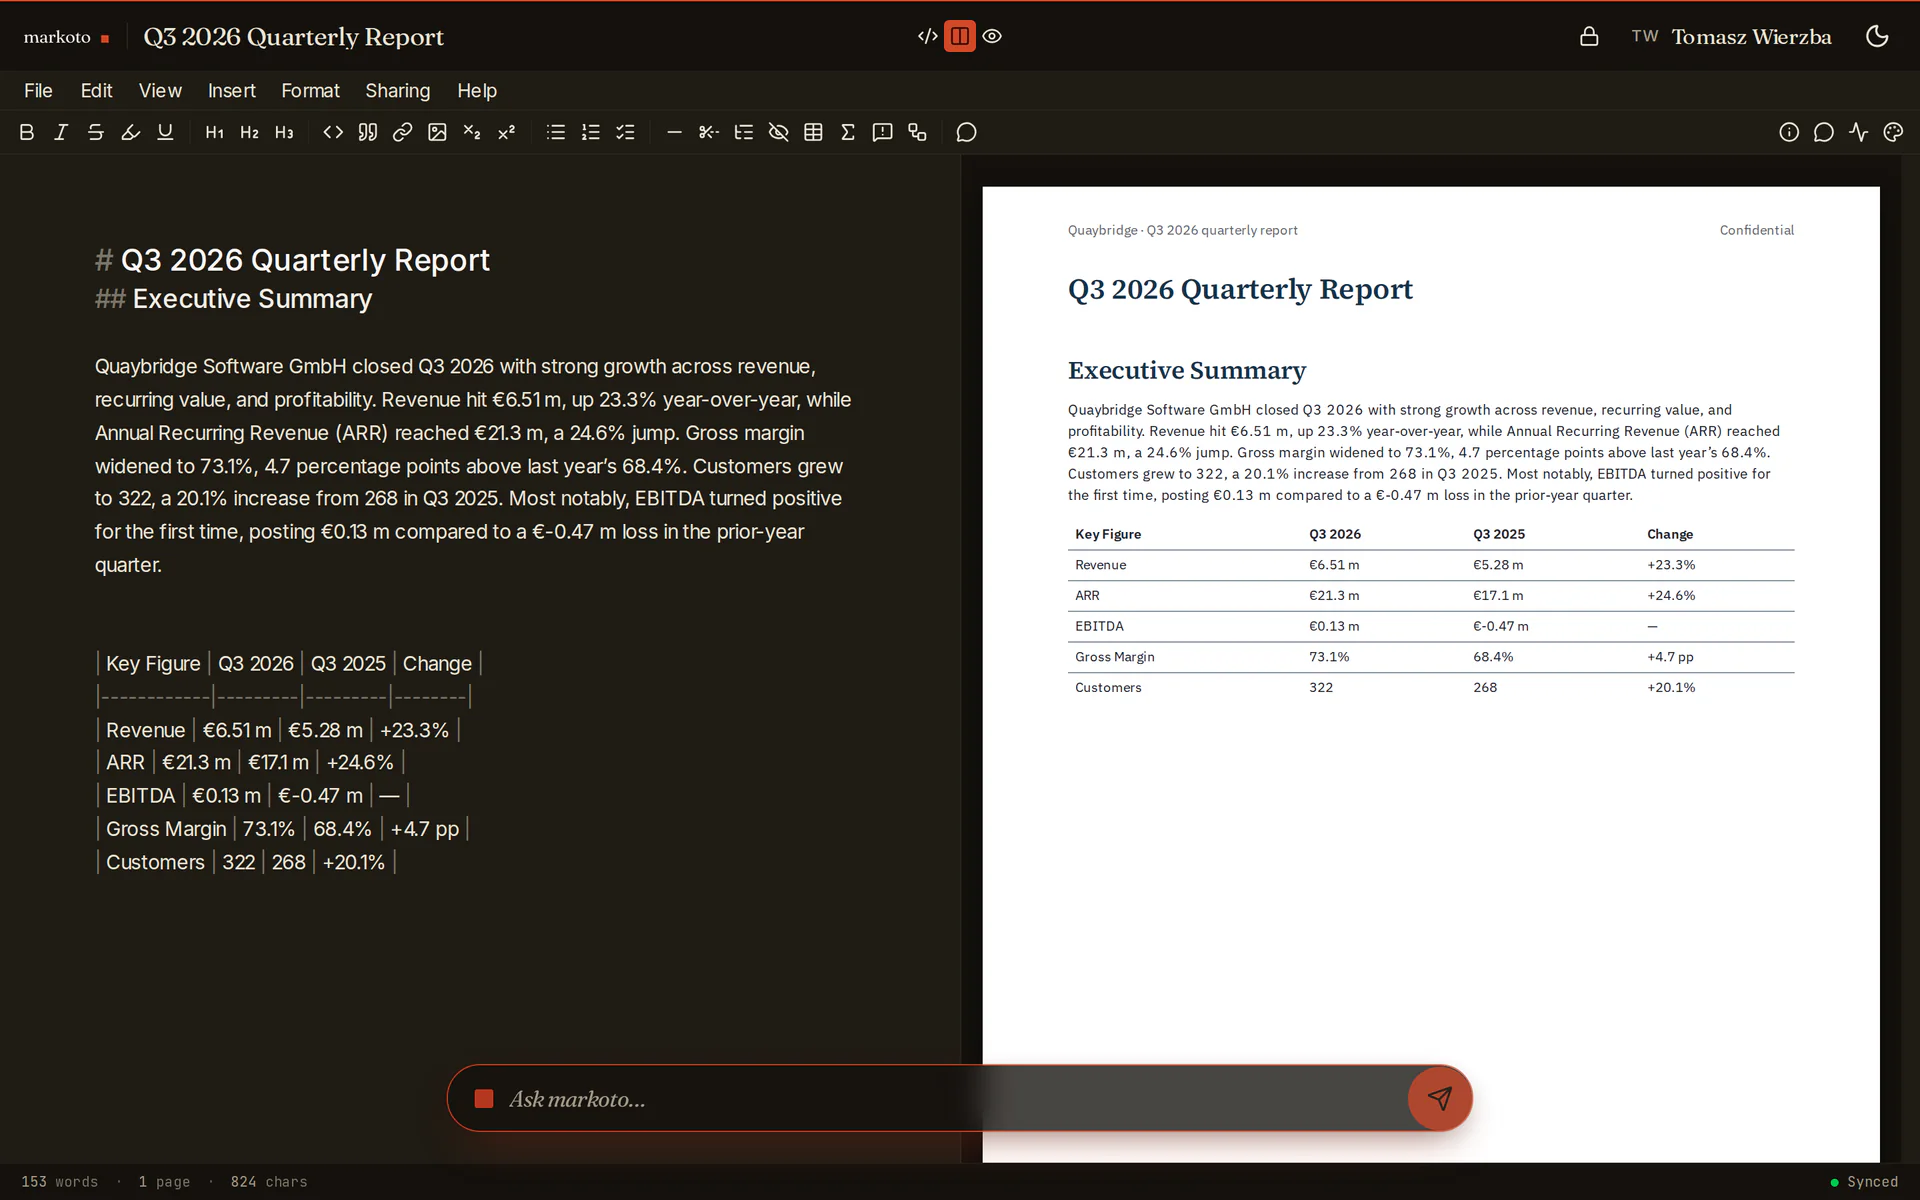 markoto
Q3 2026 Quarterly Report
TW Tomasz Wierzba
File Edit View Insert Format Sharing Help
B I S U H1 H2 H3 X2 X2
# Q3 2026 Quarterly Report
## Executive Summary
Quaybridge Software GmbH closed Q3 2026 with strong growth across revenue,
recurring value, and profitability. Revenue hit €6.51 m, up 23.3% year-over-year, while
Annual Recurring Revenue (ARR) reached €21.3 m, a 24.6% jump. Gross margin
widened to 73.1%, 4.7 percentage points above last year’s 68.4%. Customers grew
to 322, a 20.1% increase from 268 in Q3 2025. Most notably, EBITDA turned positive
for the first time, posting €0.13 m compared to a €-0.47 m loss in the prior-year
quarter.
| Key Figure | Q3 2026 | Q3 2025 | Change |
|------------|---------|---------|--------|
| Revenue | €6.51 m | €5.28 m | +23.3% |
| ARR | €21.3 m | €17.1 m | +24.6% |
| EBITDA | €0.13 m | €-0.47 m | — |
| Gross Margin | 73.1% | 68.4% | +4.7 pp |
| Customers | 322 | 268 | +20.1% |
Quaybridge · Q3 2026 quarterly report Confidential
Q3 2026 Quarterly Report
Executive Summary
Quaybridge Software GmbH closed Q3 2026 with strong growth across revenue, recurring value, and
profitability. Revenue hit €6.51 m, up 23.3% year-over-year, while Annual Recurring Revenue (ARR) reached
€21.3 m, a 24.6% jump. Gross margin widened to 73.1%, 4.7 percentage points above last year’s 68.4%.
Customers grew to 322, a 20.1% increase from 268 in Q3 2025. Most notably, EBITDA turned positive for
the first time, posting €0.13 m compared to a €-0.47 m loss in the prior-year quarter.
Key Figure Q3 2026 Q3 2025 Change
Revenue €6.51 m €5.28 m +23.3%
ARR €21.3 m €17.1 m +24.6%
EBITDA €0.13 m €-0.47 m —
Gross Margin 73.1% 68.4% +4.7 pp
Customers 322 268 +20.1%
Ask markoto...
153 words · 1 page · 824 chars
Synced